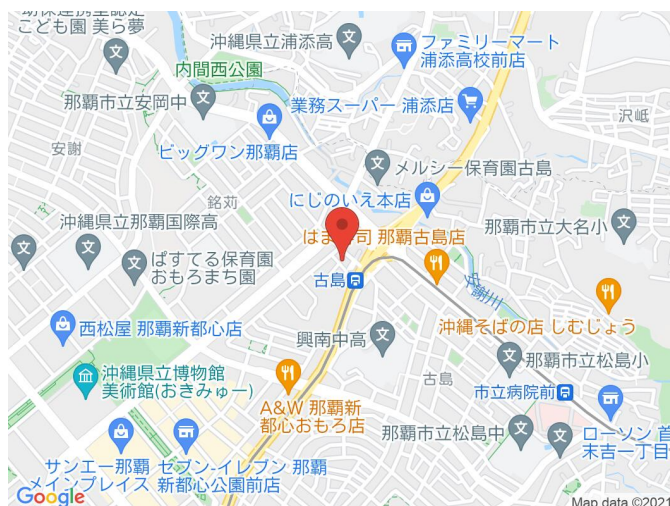 こども園 美ら夢
沖縄県立浦添高
ファミリーマート
浦添高校前店
内間西公園
那覇市立安岡中
業務スーパー 浦添店
沢岻
安謝
ビッグワン那覇店
メルシー保育園古島
銘苅
にじのいえ本店
沖縄県立那覇国際高
那覇市立大名小
はま
司 那覇古島店
ぱすてる保育園
おもろまち園
古島
安謝川
西松屋 那覇新都心店
沖縄そばの店 しむじょう
興南中高
沖縄県立博物館
美術館(おきみゅー)
古島
那覇市立松島小
市立病院前
A&W 那覇新
都心おもろ店
那覇市立松島中
ローソン 首
末吉一丁目
サンエー那覇
メインプレイス
セブン-イレブン 那覇
新都心公園前店
Google
Map data ©2021